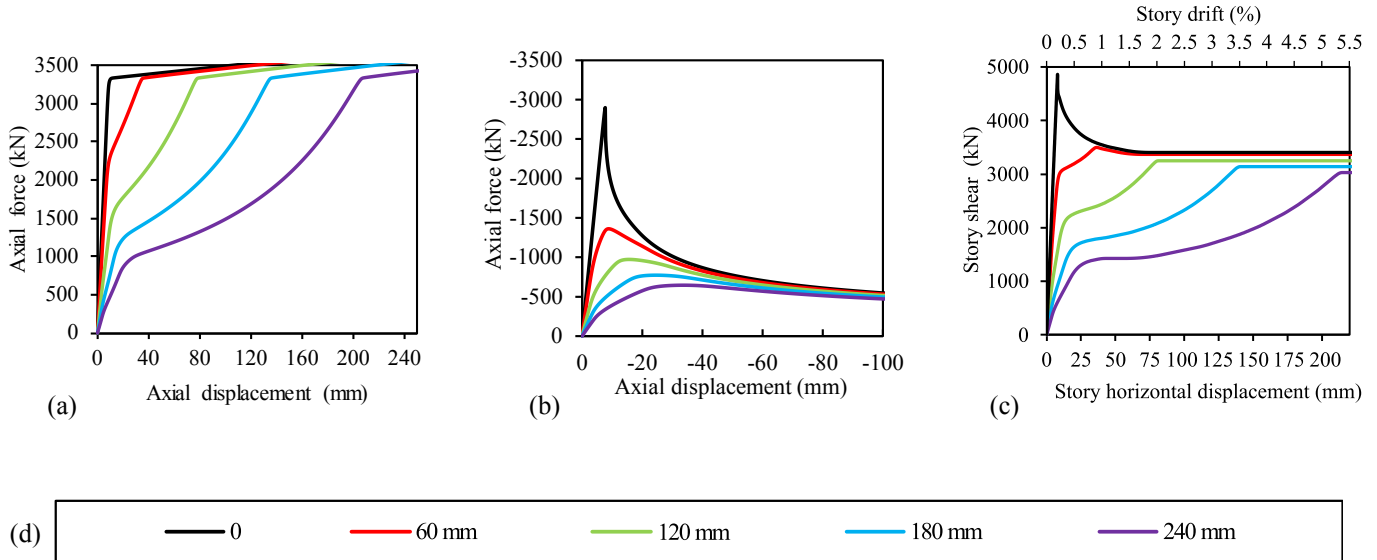 3500
3000
2500
2000
1500
1000
500
0
Axial force (kN)
0 40 80 120 160 200 240
Axial displacement (mm)
(a)
-3500
-3000
-2500
-2000
-1500
-1000
-500
0
Axial force (kN)
0 -20 -40 -60 -80 -100
Axial displacement (mm)
(b)
Story drift (%)
0 0.5 1 1.5 2 2.5 3 3.5 4 4.5 5 5.5
5000
4000
3000
2000
1000
0
Story shear (kN)
0 25 50 75 100 125 150 175 200
Story horizontal displacement (mm)
(c)
(d) 0 60 mm 120 mm 180 mm 240 mm